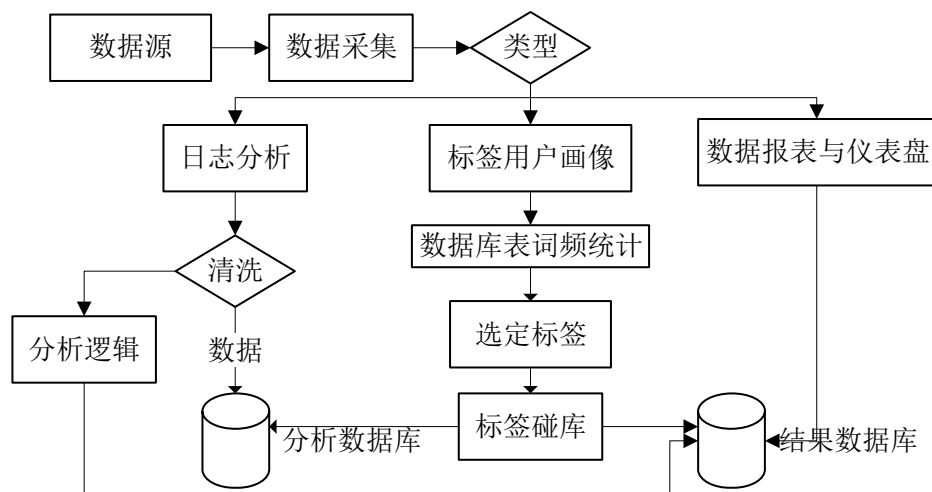 数据源
数据采集
类型
日志分析
标签用户画像
数据报表与仪表盘
数据库表词频统计
清洗
分析逻辑
数据
选定标签
分析数据库
标签碰库
结果数据库